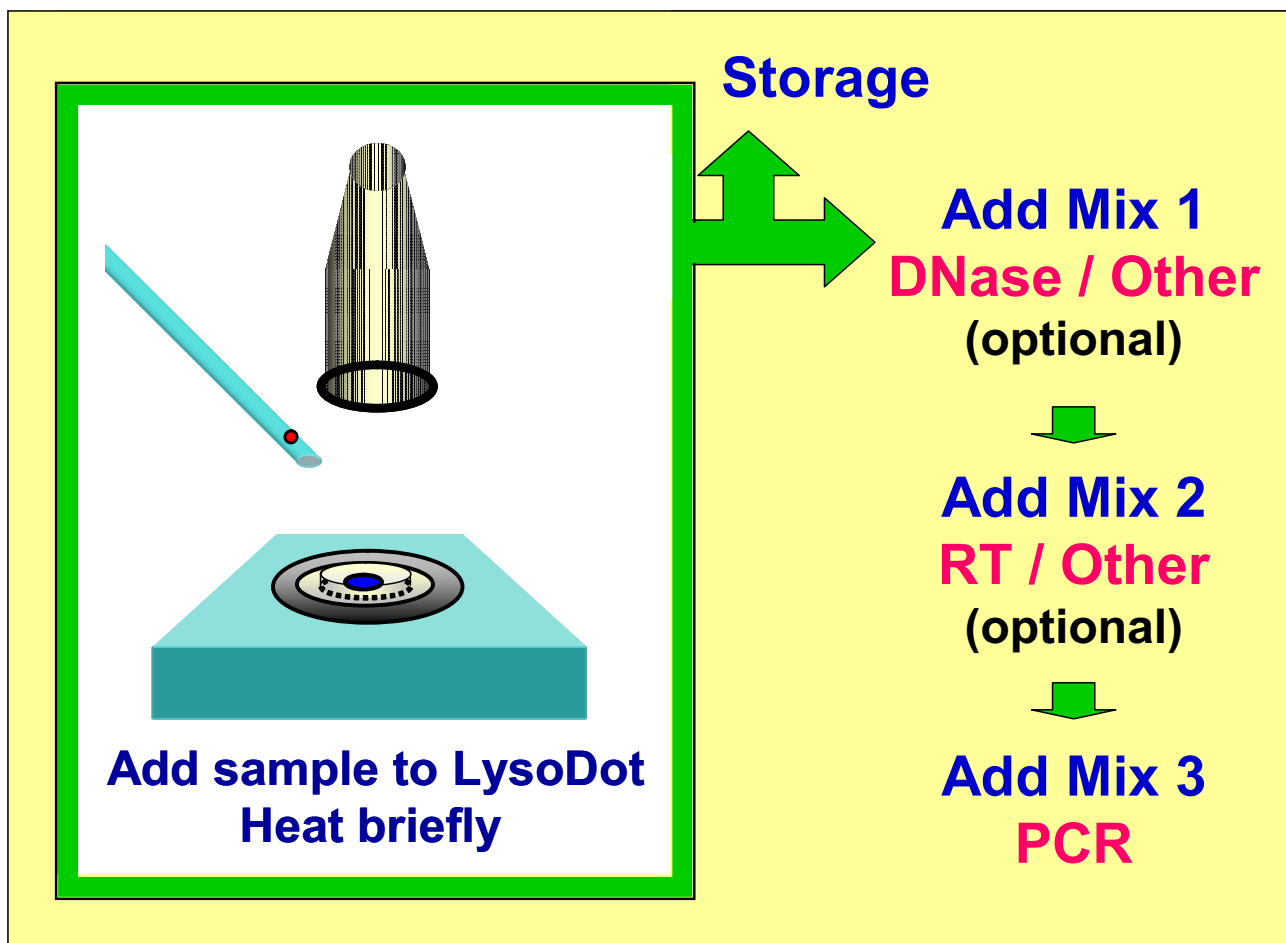 Storage
Add Mix 1
DNase / Other
(optional)
Add Mix 2
RT / Other
(optional)
Add Mix 3
PCR
Add sample to LysoDot
Heat briefly